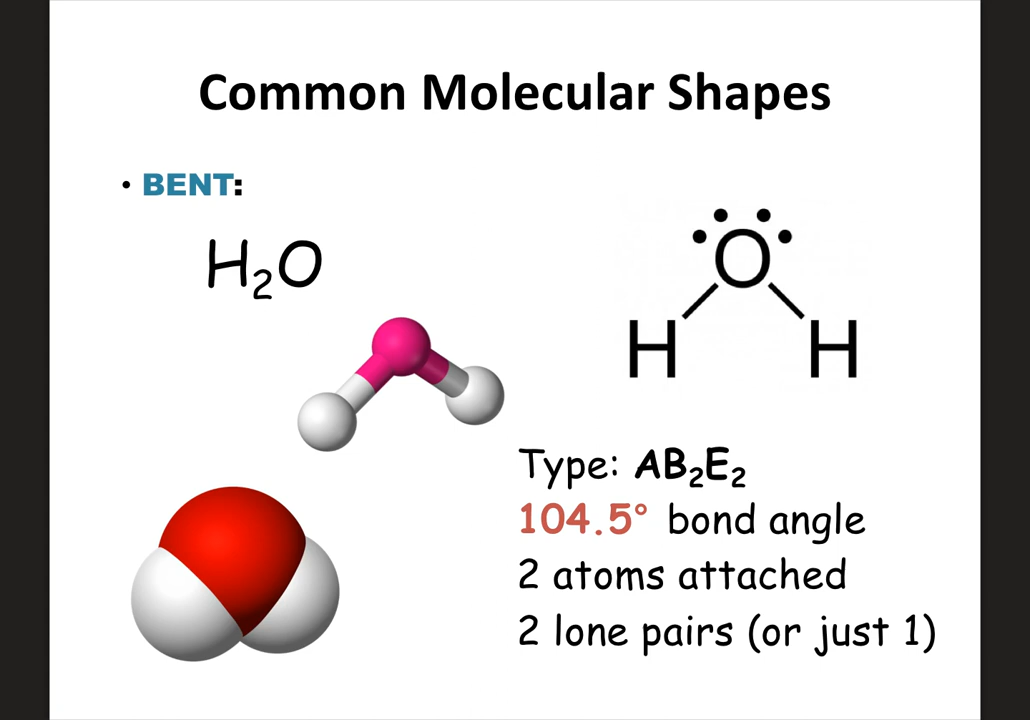 Common Molecular Shapes
• BENT:
H₂O
O
H H
Type: AB₂E₂
104.5° bond angle
2 atoms attached
2 lone pairs (or just 1)